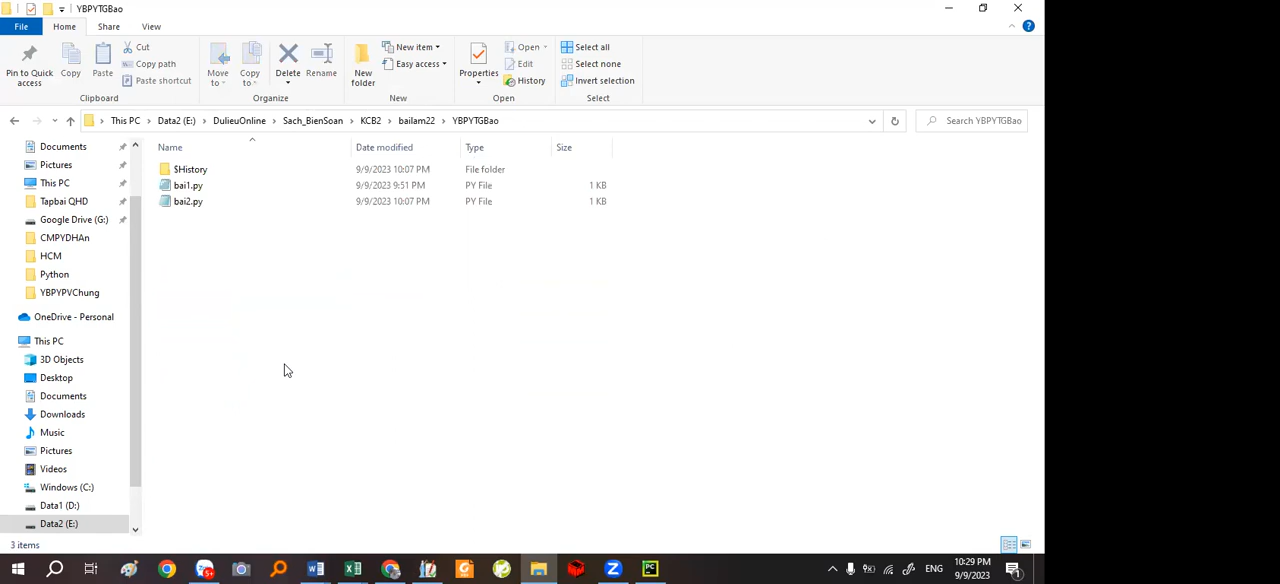 YBPYTGBao
File Home Share View
Pin to Quick access
Copy
Paste
Cut
Copy path
Paste shortcut
Clipboard
Move to
Copy to
Delete
Rename
Organize
New folder
New item
Easy access
New
Properties
Open
Edit
History
Open
Select all
Select none
Invert selection
Select
This PC Data2 (E:) DulieuOnline Sach_BienSoan KCB2 bailam22 YBPYTGBao
Search YBPYTGBao
Name Date modified Type Size
$History 9/9/2023 10:07 PM File folder
bai1.py 9/9/2023 9:51 PM PY File 1 KB
bai2.py 9/9/2023 10:07 PM PY File 1 KB
Documents
Pictures
This PC
Tapbai QHD
Google Drive (G:)
CMPYDHAn
HCM
Python
YBPYPVChung
OneDrive - Personal
This PC
3D Objects
Desktop
Documents
Downloads
Music
Pictures
Videos
Windows (C:)
Data1 (D:)
Data2 (E:)
3 items
ENG
10:29 PM
9/9/2023